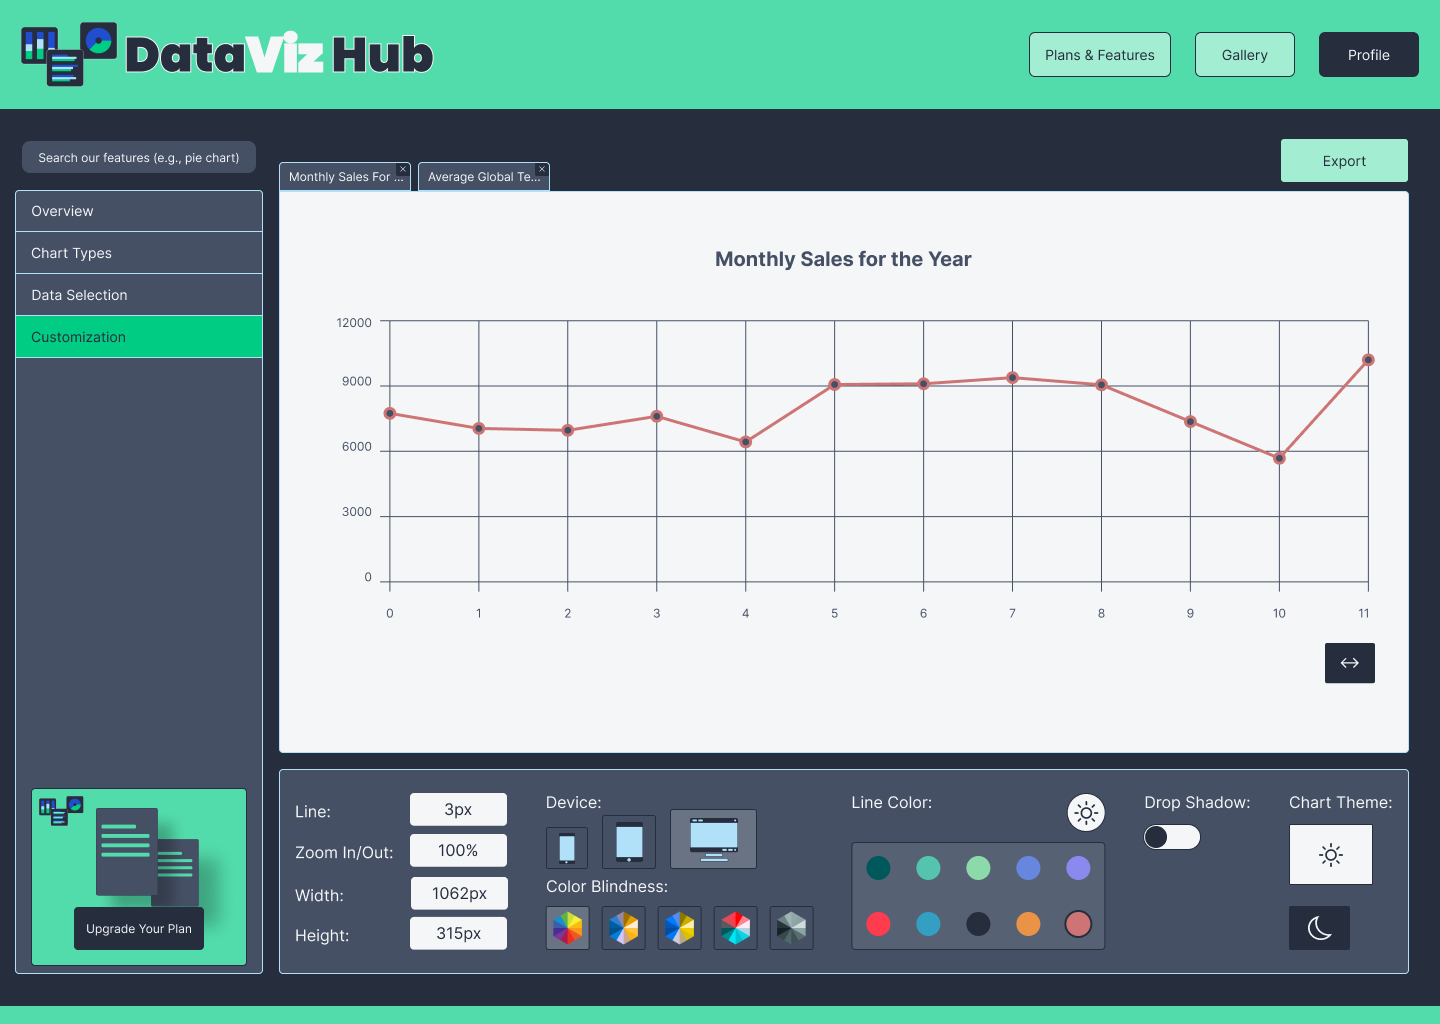 DataViz Hub
Plans & Features
Gallery
Profile
Search our features (e.g., pie chart)
Monthly Sales For ...
Average Global Te...
Export
Overview
Chart Types
Data Selection
Customization
Monthly Sales for the Year
12000
9000
6000
3000
0
0 1 2 3 4 5 6 7 8 9 10 11
Upgrade Your Plan
Line:
3px
Zoom In/Out:
100%
Width:
1062px
Height:
315px
Device:
Color Blindness:
Line Color:
Drop Shadow:
Chart Theme: